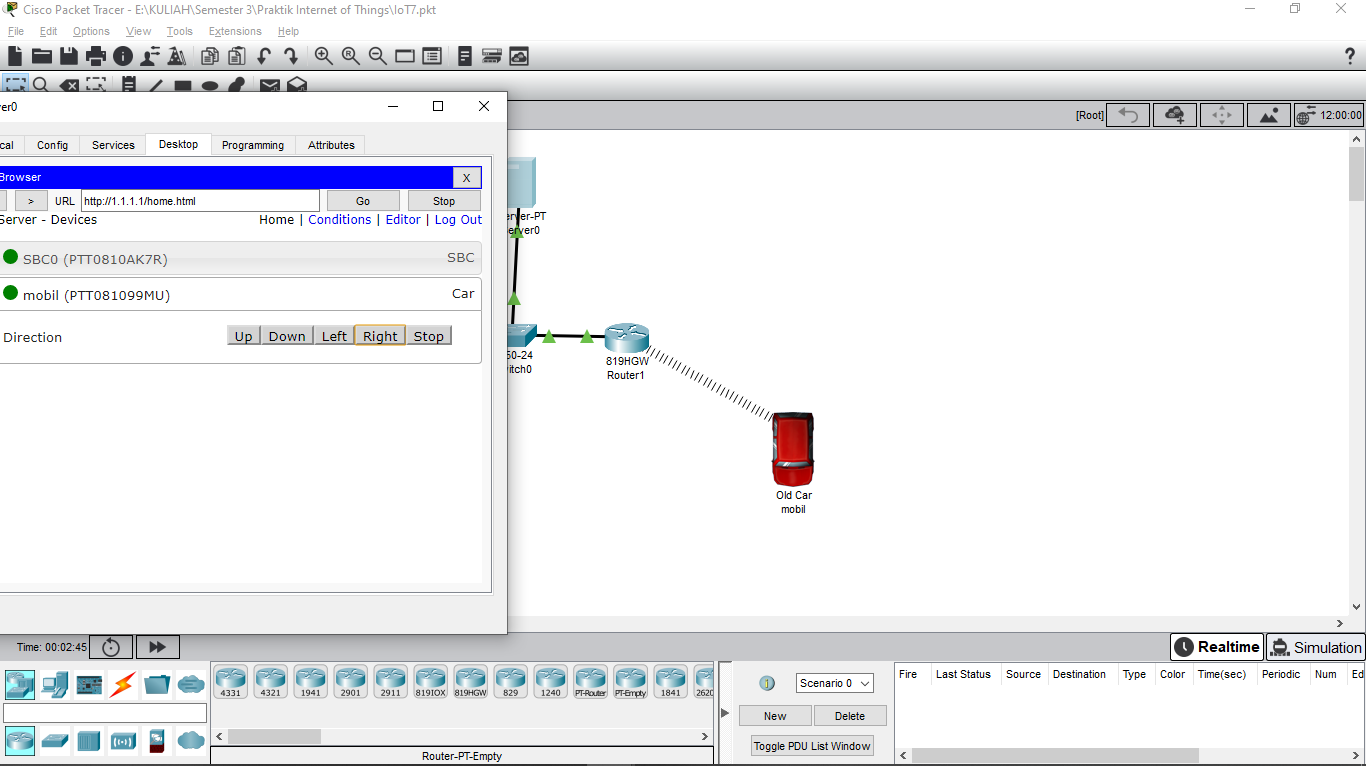 Cisco Packet Tracer - E:\KULIAH\Semester 3\Praktik Internet of Things\IoT7.pkt
File Edit Options View Tools Extensions Help
?
[Root] 12:00:00
ver0
cal Config Services Desktop Programming Attributes
Browser X
> URL http://1.1.1.1/home.html Go Stop
Server - Devices Home | Conditions | Editor | Log Out
SBC0 (PTT0810AK7R) SBC
mobil (PTT081099MU) Car
Direction Up Down Left Right Stop
erver-PT
erver0
50-24
itch0
819HGW
Router1
Old Car
mobil
Time: 00:02:45
Realtime Simulation
4331 4321 1941 2901 2911 819IOX 819HGW 829 1240 PT-Router PT-Empty 1841 2620
Router-PT-Empty
Scenario 0
New Delete
Toggle PDU List Window
Fire Last Status Source Destination Type Color Time(sec) Periodic Num Ed